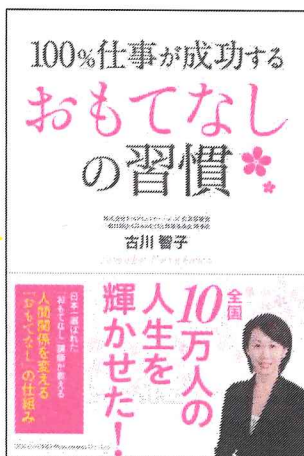 100%仕事が成功する
おもてなし
の習慣
古川 智子
全国
10万人の
人生を
輝かせた!
日本一選ばれた
「おもてなし」講師が教える
人間関係を変える
「おもてなし」の仕組み